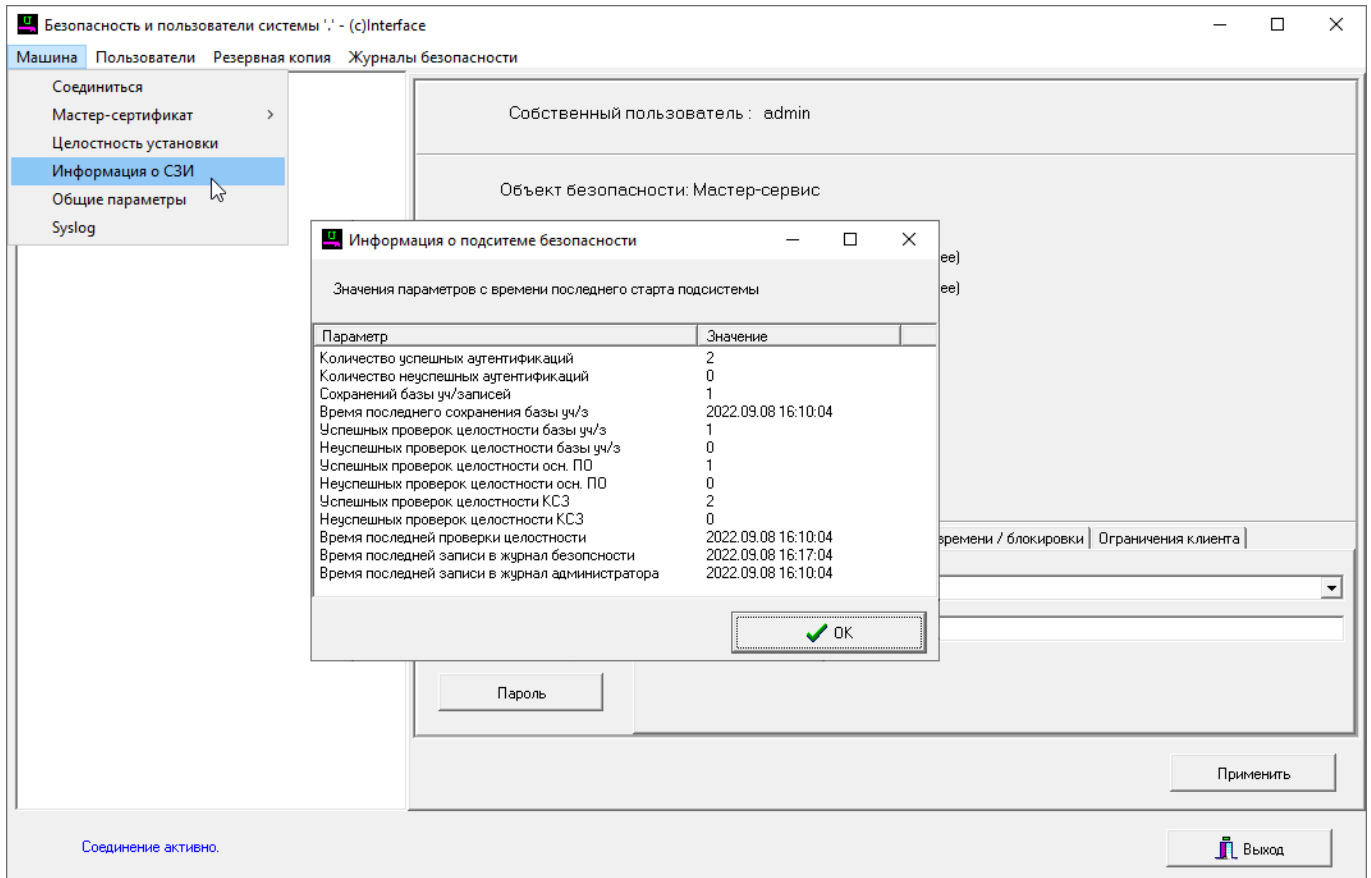 Безопасность и пользователи системы '.' - (c)Interface
Машина Пользователи Резервная копия Журналы безопасности
Соединиться
Мастер-сертификат
Целостность установки
Информация о СЗИ
Общие параметры
Syslog
Собственный пользователь : admin
Объект безопасности: Мастер-сервис
ее)
ее)
Информация о подситеме безопасности
Значения параметров с времени последнего старта подсистемы
Параметр Значение
Количество успешных аутентификаций 2
Количество неуспешных аутентификаций 0
Сохранений базы уч/записей 1
Время последнего сохранения базы уч/з 2022.09.08 16:10:04
Успешных проверок целостности базы уч/з 1
Неуспешных проверок целостности базы уч/з 0
Успешных проверок целостности осн. ПО 1
Неуспешных проверок целостности осн. ПО 0
Успешных проверок целостности КСЗ 2
Неуспешных проверок целостности КСЗ 0
Время последней проверки целостности 2022.09.08 16:10:04
Время последней записи в журнал безопсности 2022.09.08 16:17:04
Время последней записи в журнал администратора 2022.09.08 16:10:04
OK
времени / блокировки Ограничения клиента
Пароль
Применить
Соединение активно.
Выход